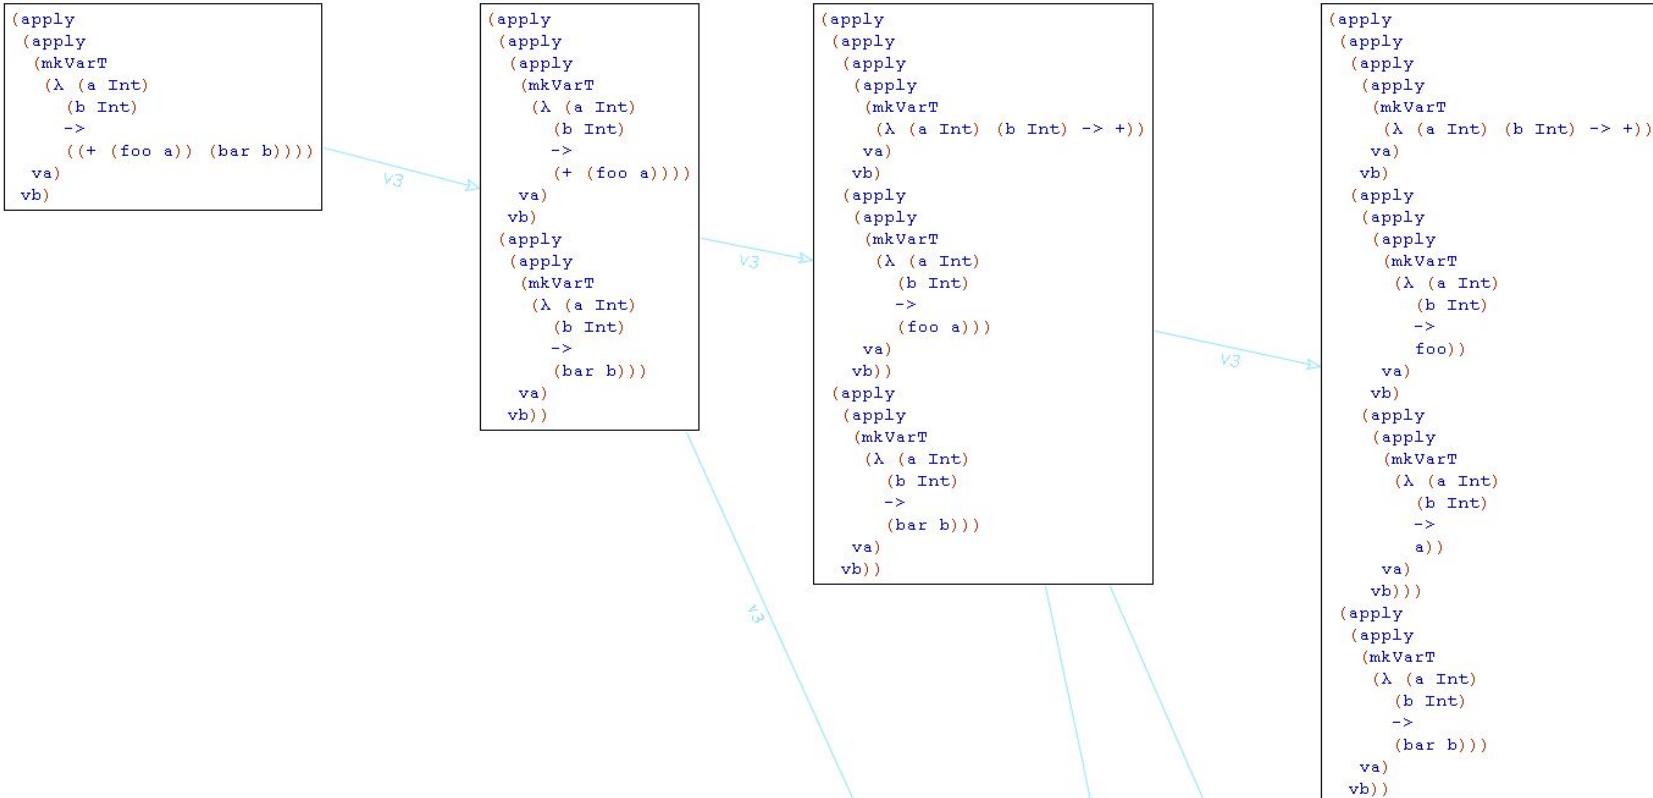 (apply
(apply
(mkVarT
(λ (a Int)
(b Int)
->
((+ (foo a)) (bar b))))
va)
vb)
v3
(apply
(apply
(apply
(mkVarT
(λ (a Int)
(b Int)
->
(+ (foo a))))
va)
vb)
(apply
(apply
(mkVarT
(λ (a Int)
(b Int)
->
(bar b)))
va)
vb))
v3
v3
(apply
(apply
(apply
(apply
(mkVarT
(λ (a Int) (b Int) -> +))
va)
vb)
(apply
(apply
(mkVarT
(λ (a Int)
(b Int)
->
(foo a)))
va)
vb))
(apply
(apply
(mkVarT
(λ (a Int)
(b Int)
->
(bar b)))
va)
vb))
v3
(apply
(apply
(apply
(apply
(mkVarT
(λ (a Int) (b Int) -> +))
va)
vb)
(apply
(apply
(apply
(mkVarT
(λ (a Int)
(b Int)
->
foo))
va)
vb)
(apply
(apply
(mkVarT
(λ (a Int)
(b Int)
->
a))
va)
vb)))
(apply
(apply
(mkVarT
(λ (a Int)
(b Int)
->
(bar b)))
va)
vb))